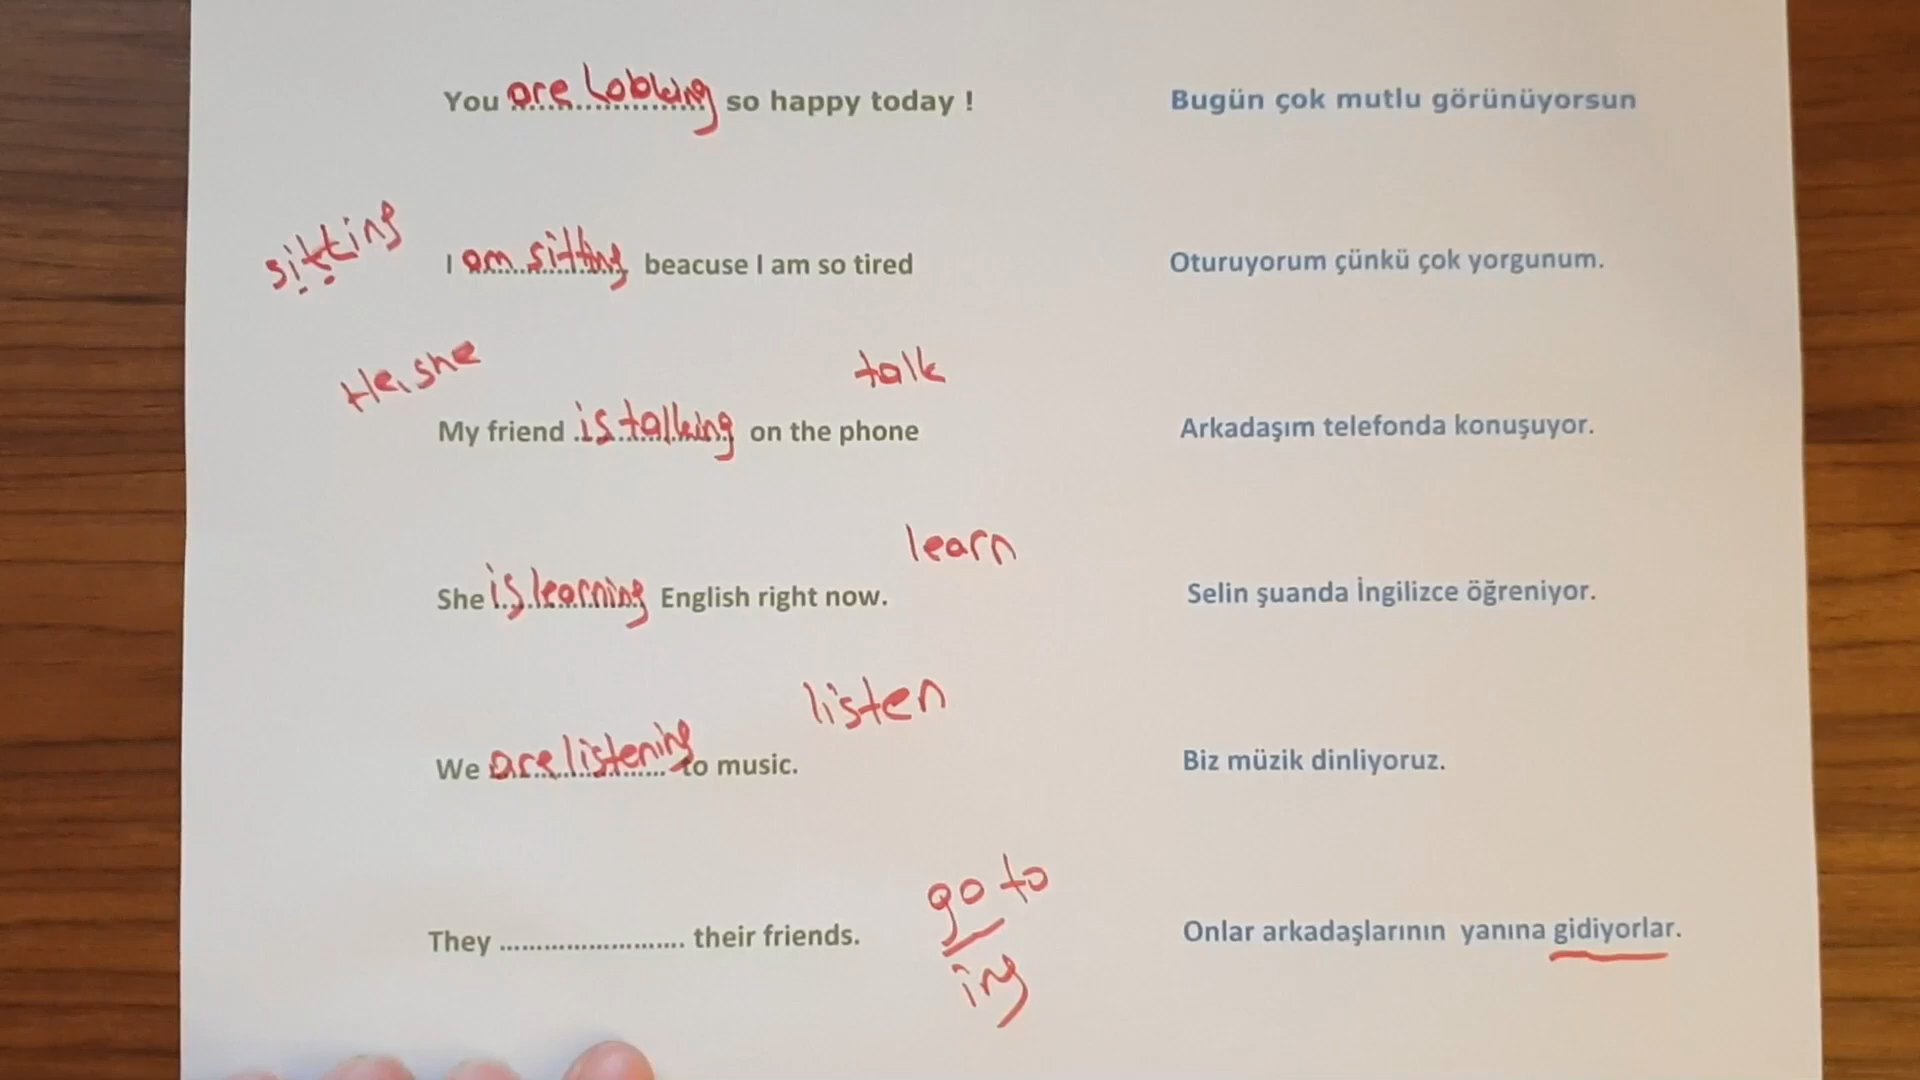 You are looking so happy today !
Bugün çok mutlu görünüyorsun
sitting
I am sitting beacuse I am so tired
Oturuyorum çünkü çok yorgunum.
He, she
talk
My friend is talking on the phone
Arkadaşım telefonda konuşuyor.
learn
She is learning English right now.
Selin şuanda İngilizce öğreniyor.
listen
We are listening to music.
Biz müzik dinliyoruz.
go to
They ......................... their friends.
ing
Onlar arkadaşlarının yanına gidiyorlar.